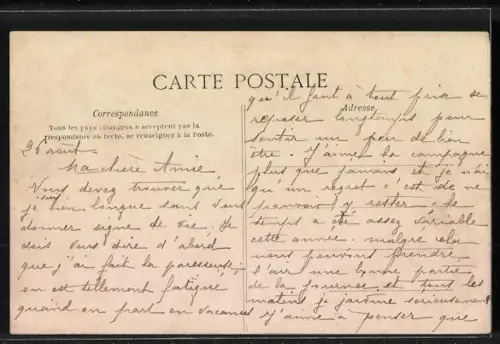 CARTE POSTALE
Correspondance
Tous les pays étrangers n'acceptent pas la
correspondance au recto, se renseigner à la Poste.
Adresse
26 août.
Ma chère Amie,
Vous devez trouver que
je suis bien longue sans vous
donner signe de vie. Je
dois vous dire d'abord
que j'ai fait la paresseuse;
on est tellement fatigué
quand on part en vacances
qu'il faut à tout prix se
reposer longtemps pour
sentir un peu de bien
être. J'aime la campagne
plus que jamais, et je n'ai
qu'un regret: c'est de ne
pouvoir y rester. Le
temps a été assez variable
cette année. malgré cela
nous pouvons prendre
l'air une bonne partie
de la journée et tous les
matins je jardine sérieusement
J'aime à penser que